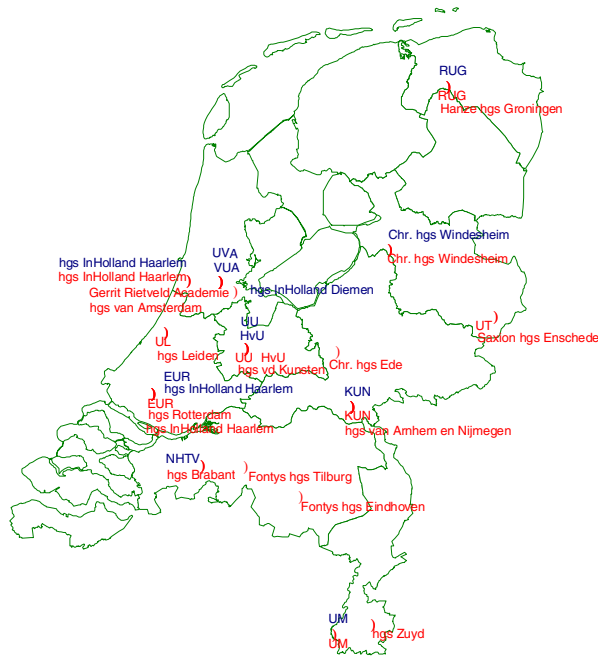 RUG
RUG
Hanze hgs Groningen
Chr. hgs Windesheim
Chr. hgs Windesheim
UVA
VUA
hgs InHolland Haarlem
hgs InHolland Haarlem
Gerrit Rietveld Academie
hgs InHolland Diemen
hgs van Amsterdam
UT
Saxion hgs Enschede
UU
HvU
UL
hgs Leiden
UU HvU
hgs vd Kunsten
Chr. hgs Ede
EUR
hgs InHolland Haarlem
EUR
hgs Rotterdam
hgs InHolland Haarlem
KUN
KUN
hgs van Arnhem en Nijmegen
NHTV
hgs Brabant
Fontys hgs Tilburg
Fontys hgs Eindhoven
UM
UM
hgs Zuyd